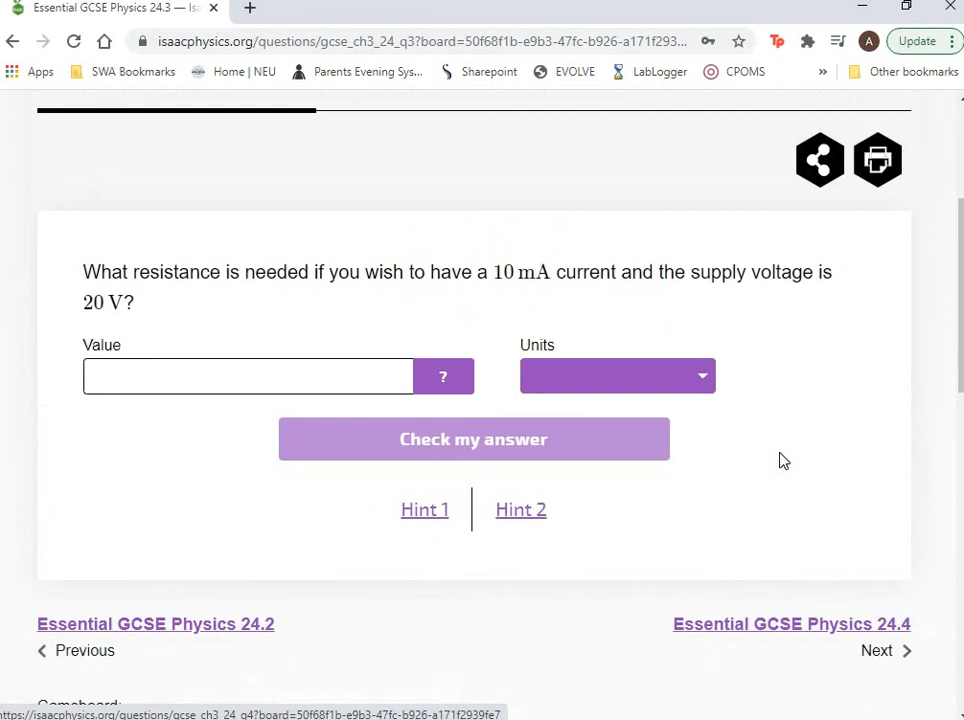 Essential GCSE Physics 24.3 — Isa
isaacphysics.org/questions/gcse_ch3_24_q3?board=50f68f1b-e9b3-47fc-b926-a171f293...
Tp
A
Update
Apps
SWA Bookmarks
Home | NEU
Parents Evening Sys...
Sharepoint
EVOLVE
LabLogger
CPOMS
»
Other bookmarks
What resistance is needed if you wish to have a 10 mA current and the supply voltage is
20 V?
Value
Units
?
Check my answer
Hint 1
Hint 2
Essential GCSE Physics 24.2
Essential GCSE Physics 24.4
Previous
Next
Gameboard:
https://isaacphysics.org/questions/gcse_ch3_24_q4?board=50f68f1b-e9b3-47fc-b926-a171f2939fe7